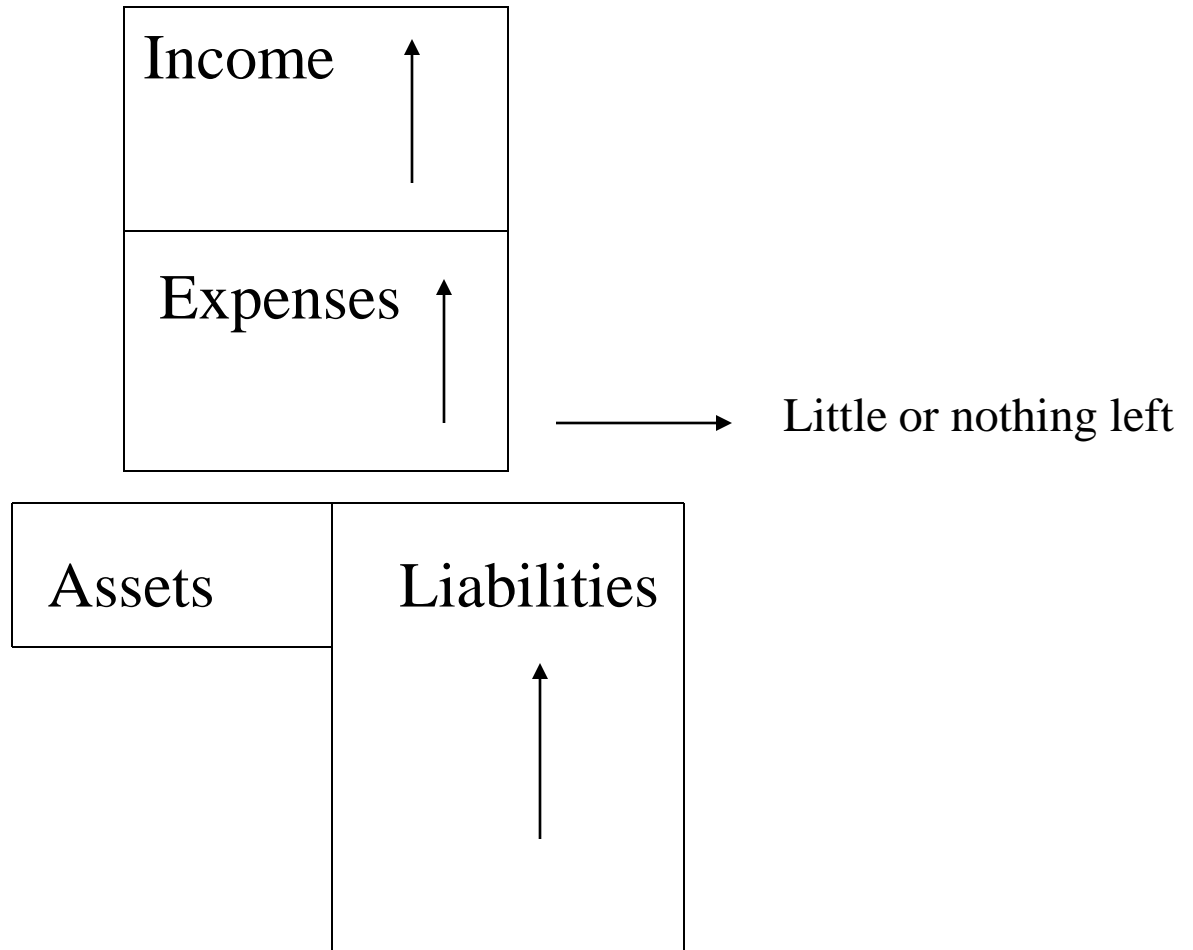 Income
Expenses
Little or nothing left
Assets
Liabilities